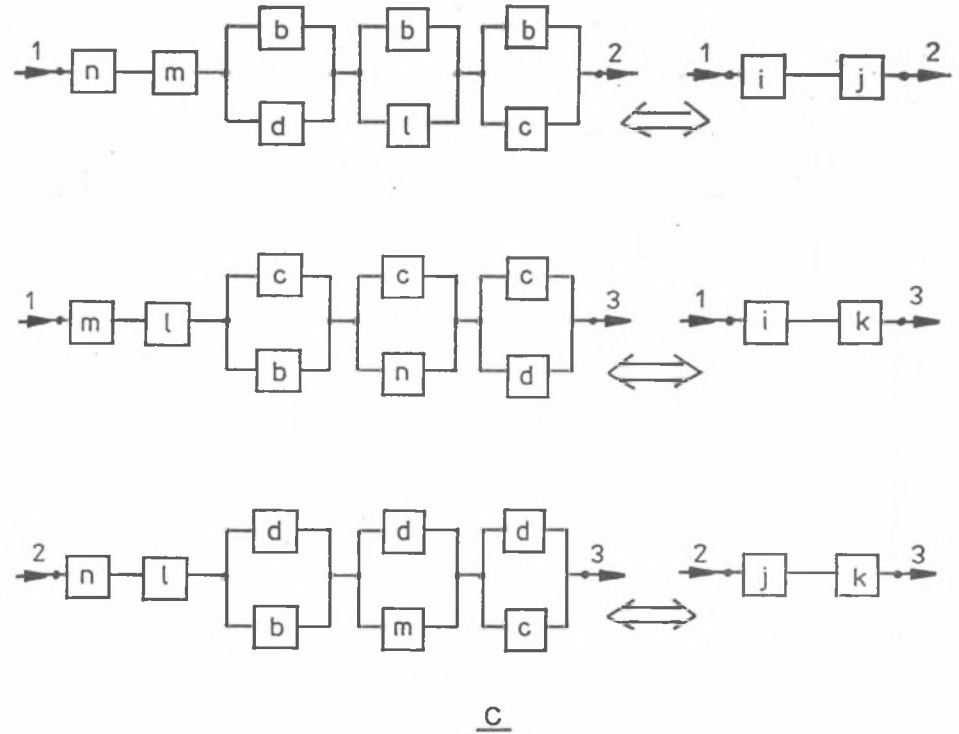 b b b
1 n m 2 1 i j 2
d l c
c c c
1 m l 3 1 i k 3
b n d
d d d
2 n l 3 2 j k 3
b m c
C